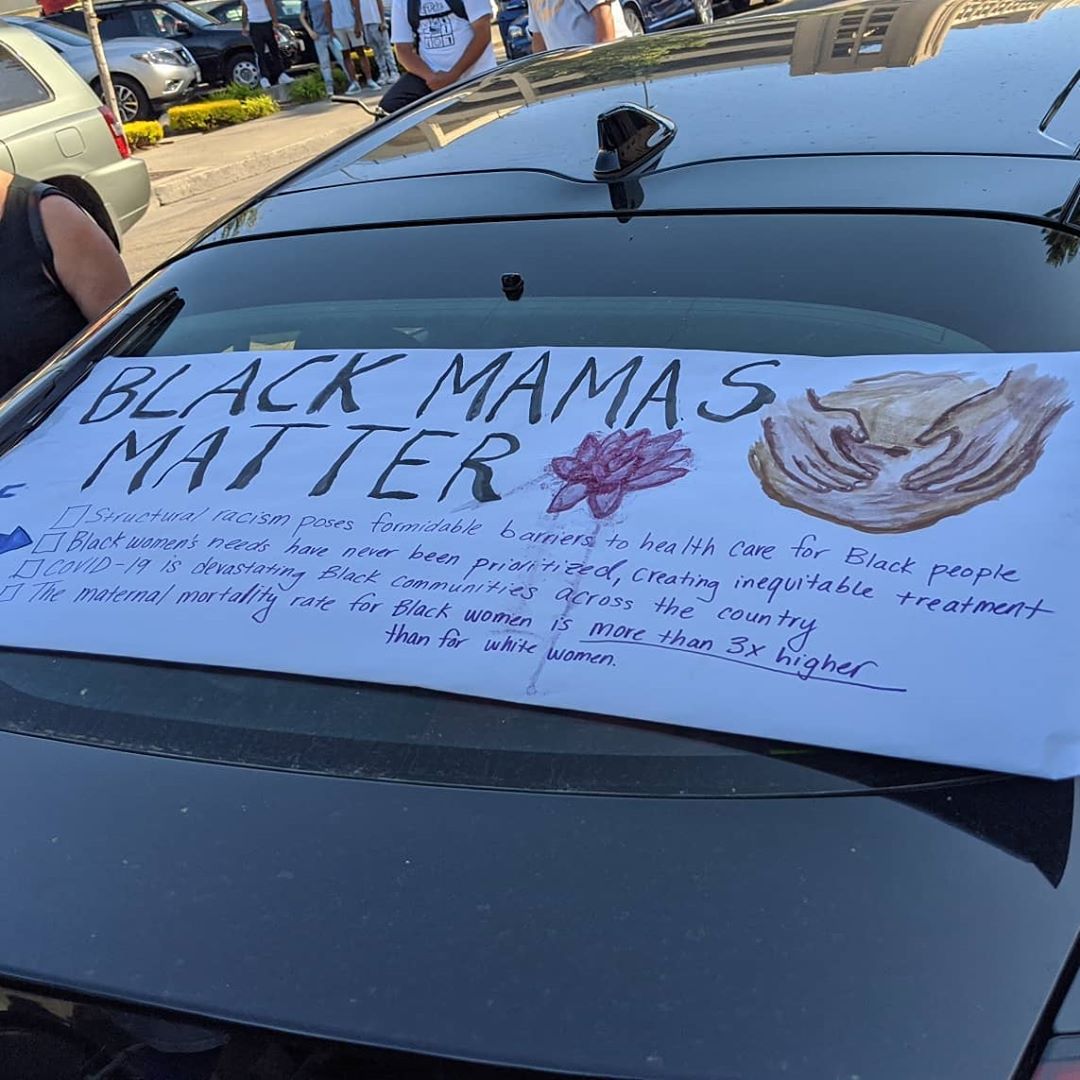 BLACK MAMAS
MATTER
☐ Structural racism poses formidable barriers to health care for Black people
☐ Black women's needs have never been prioritized, creating inequitable treatment
☐ COVID-19 is devastating Black communities across the country
☐ The maternal mortality rate for Black women is more than 3x higher
than for white women.